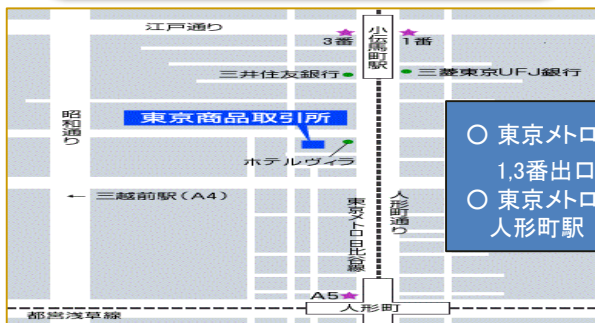 江戸通り
小伝馬町駅
3番
1番
三井住友銀行
三菱東京UFJ銀行
昭和通り
東京商品取引所
ホテルヴィラ
← 三越前駅(A4)
人形町通り
東京メトロ日比谷線
A5
人形町
都営浅草線
○ 東京メトロ
1,3番出口
○ 東京メトロ
人形町駅